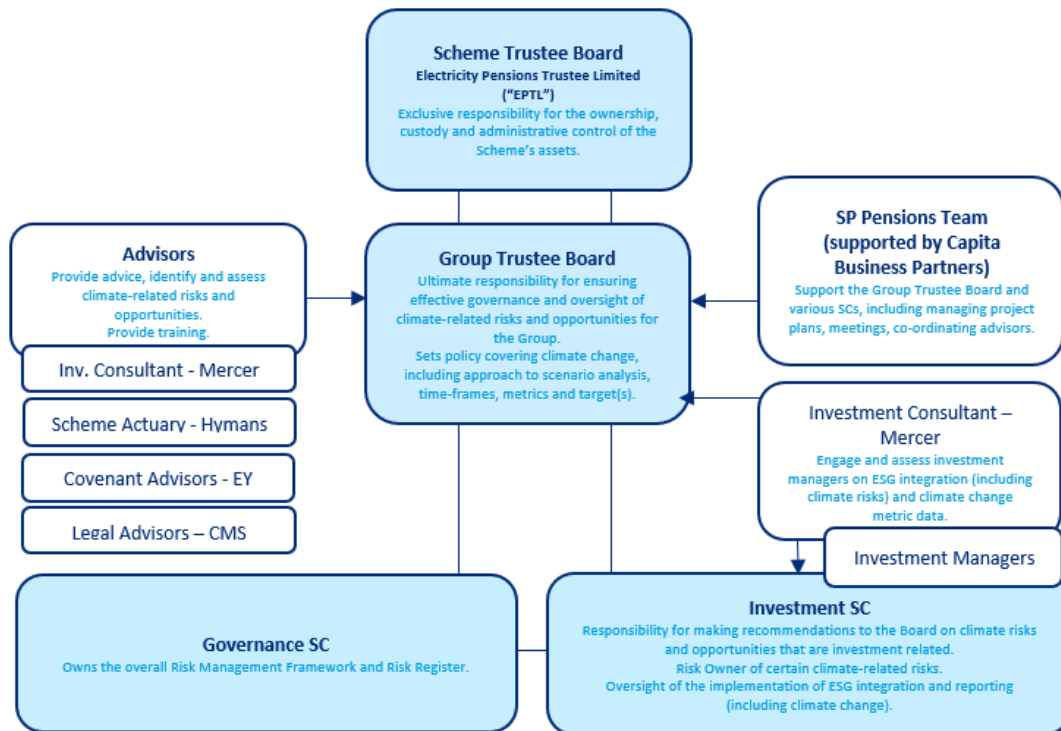 Scheme Trustee Board
Electricity Pensions Trustee Limited
("EPTL")
Exclusive responsibility for the ownership,
custody and administrative control of the
Scheme's assets.
Advisors
Provide advice, identify and assess
climate-related risks and
opportunities.
Provide training.
Inv. Consultant - Mercer
Scheme Actuary - Hymans
Covenant Advisors - EY
Legal Advisors – CMS
Group Trustee Board
Ultimate responsibility for ensuring
effective governance and oversight of
climate-related risks and opportunities for
the Group.
Sets policy covering climate change,
including approach to scenario analysis,
time-frames, metrics and target(s).
SP Pensions Team
(supported by Capita
Business Partners)
Support the Group Trustee Board and
various SCs, including managing project
plans, meetings, co-ordinating advisors.
Investment Consultant –
Mercer
Engage and assess investment
managers on ESG integration (including
climate risks) and climate change
metric data.
Investment Managers
Governance SC
Owns the overall Risk Management Framework and Risk Register.
Investment SC
Responsibility for making recommendations to the Board on climate risks
and opportunities that are investment related.
Risk Owner of certain climate-related risks.
Oversight of the implementation of ESG integration and reporting
(including climate change).